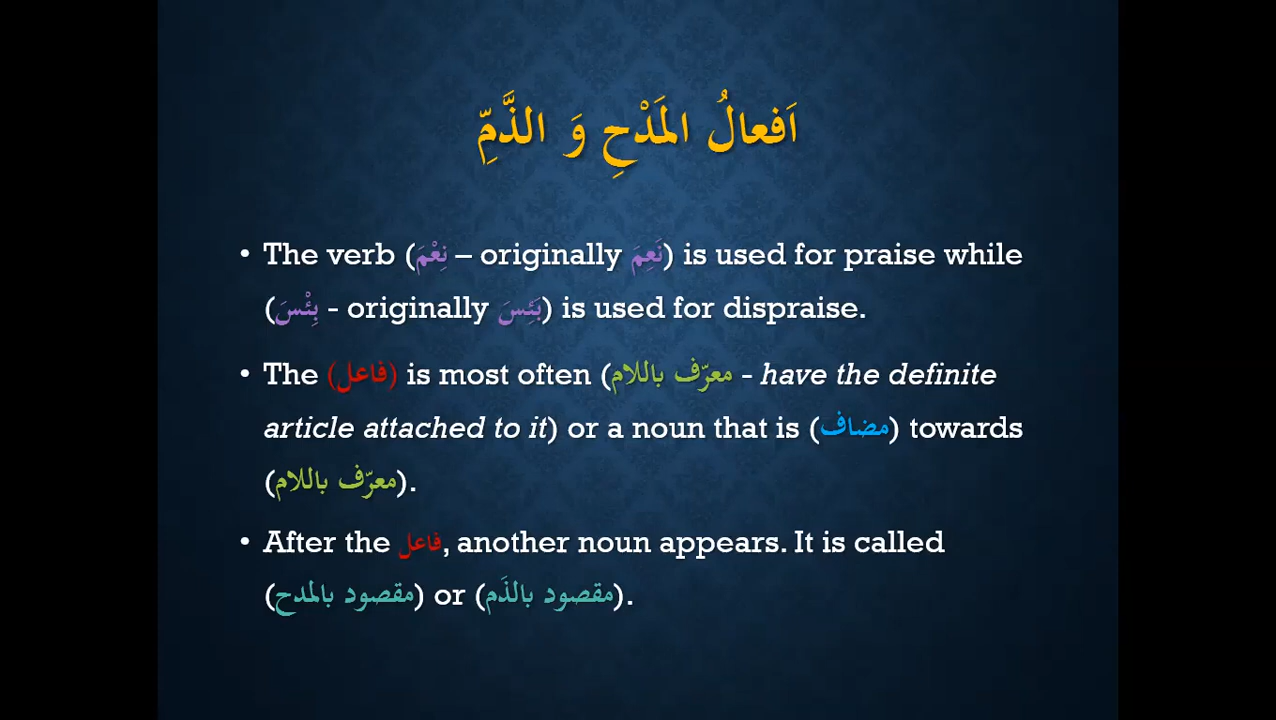 اَفعالُ المَدْحِ وَ الذَّمِّ
• The verb (نِعْمَ – originally نَعِمَ) is used for praise while
(بِئْسَ - originally بَئِسَ) is used for dispraise.
• The (فاعل) is most often (معرّف باللام - have the definite
article attached to it) or a noun that is (مضاف) towards
(معرّف باللام).
• After the فاعل, another noun appears. It is called
(مقصود بالمدح) or (مقصود بالذَم).